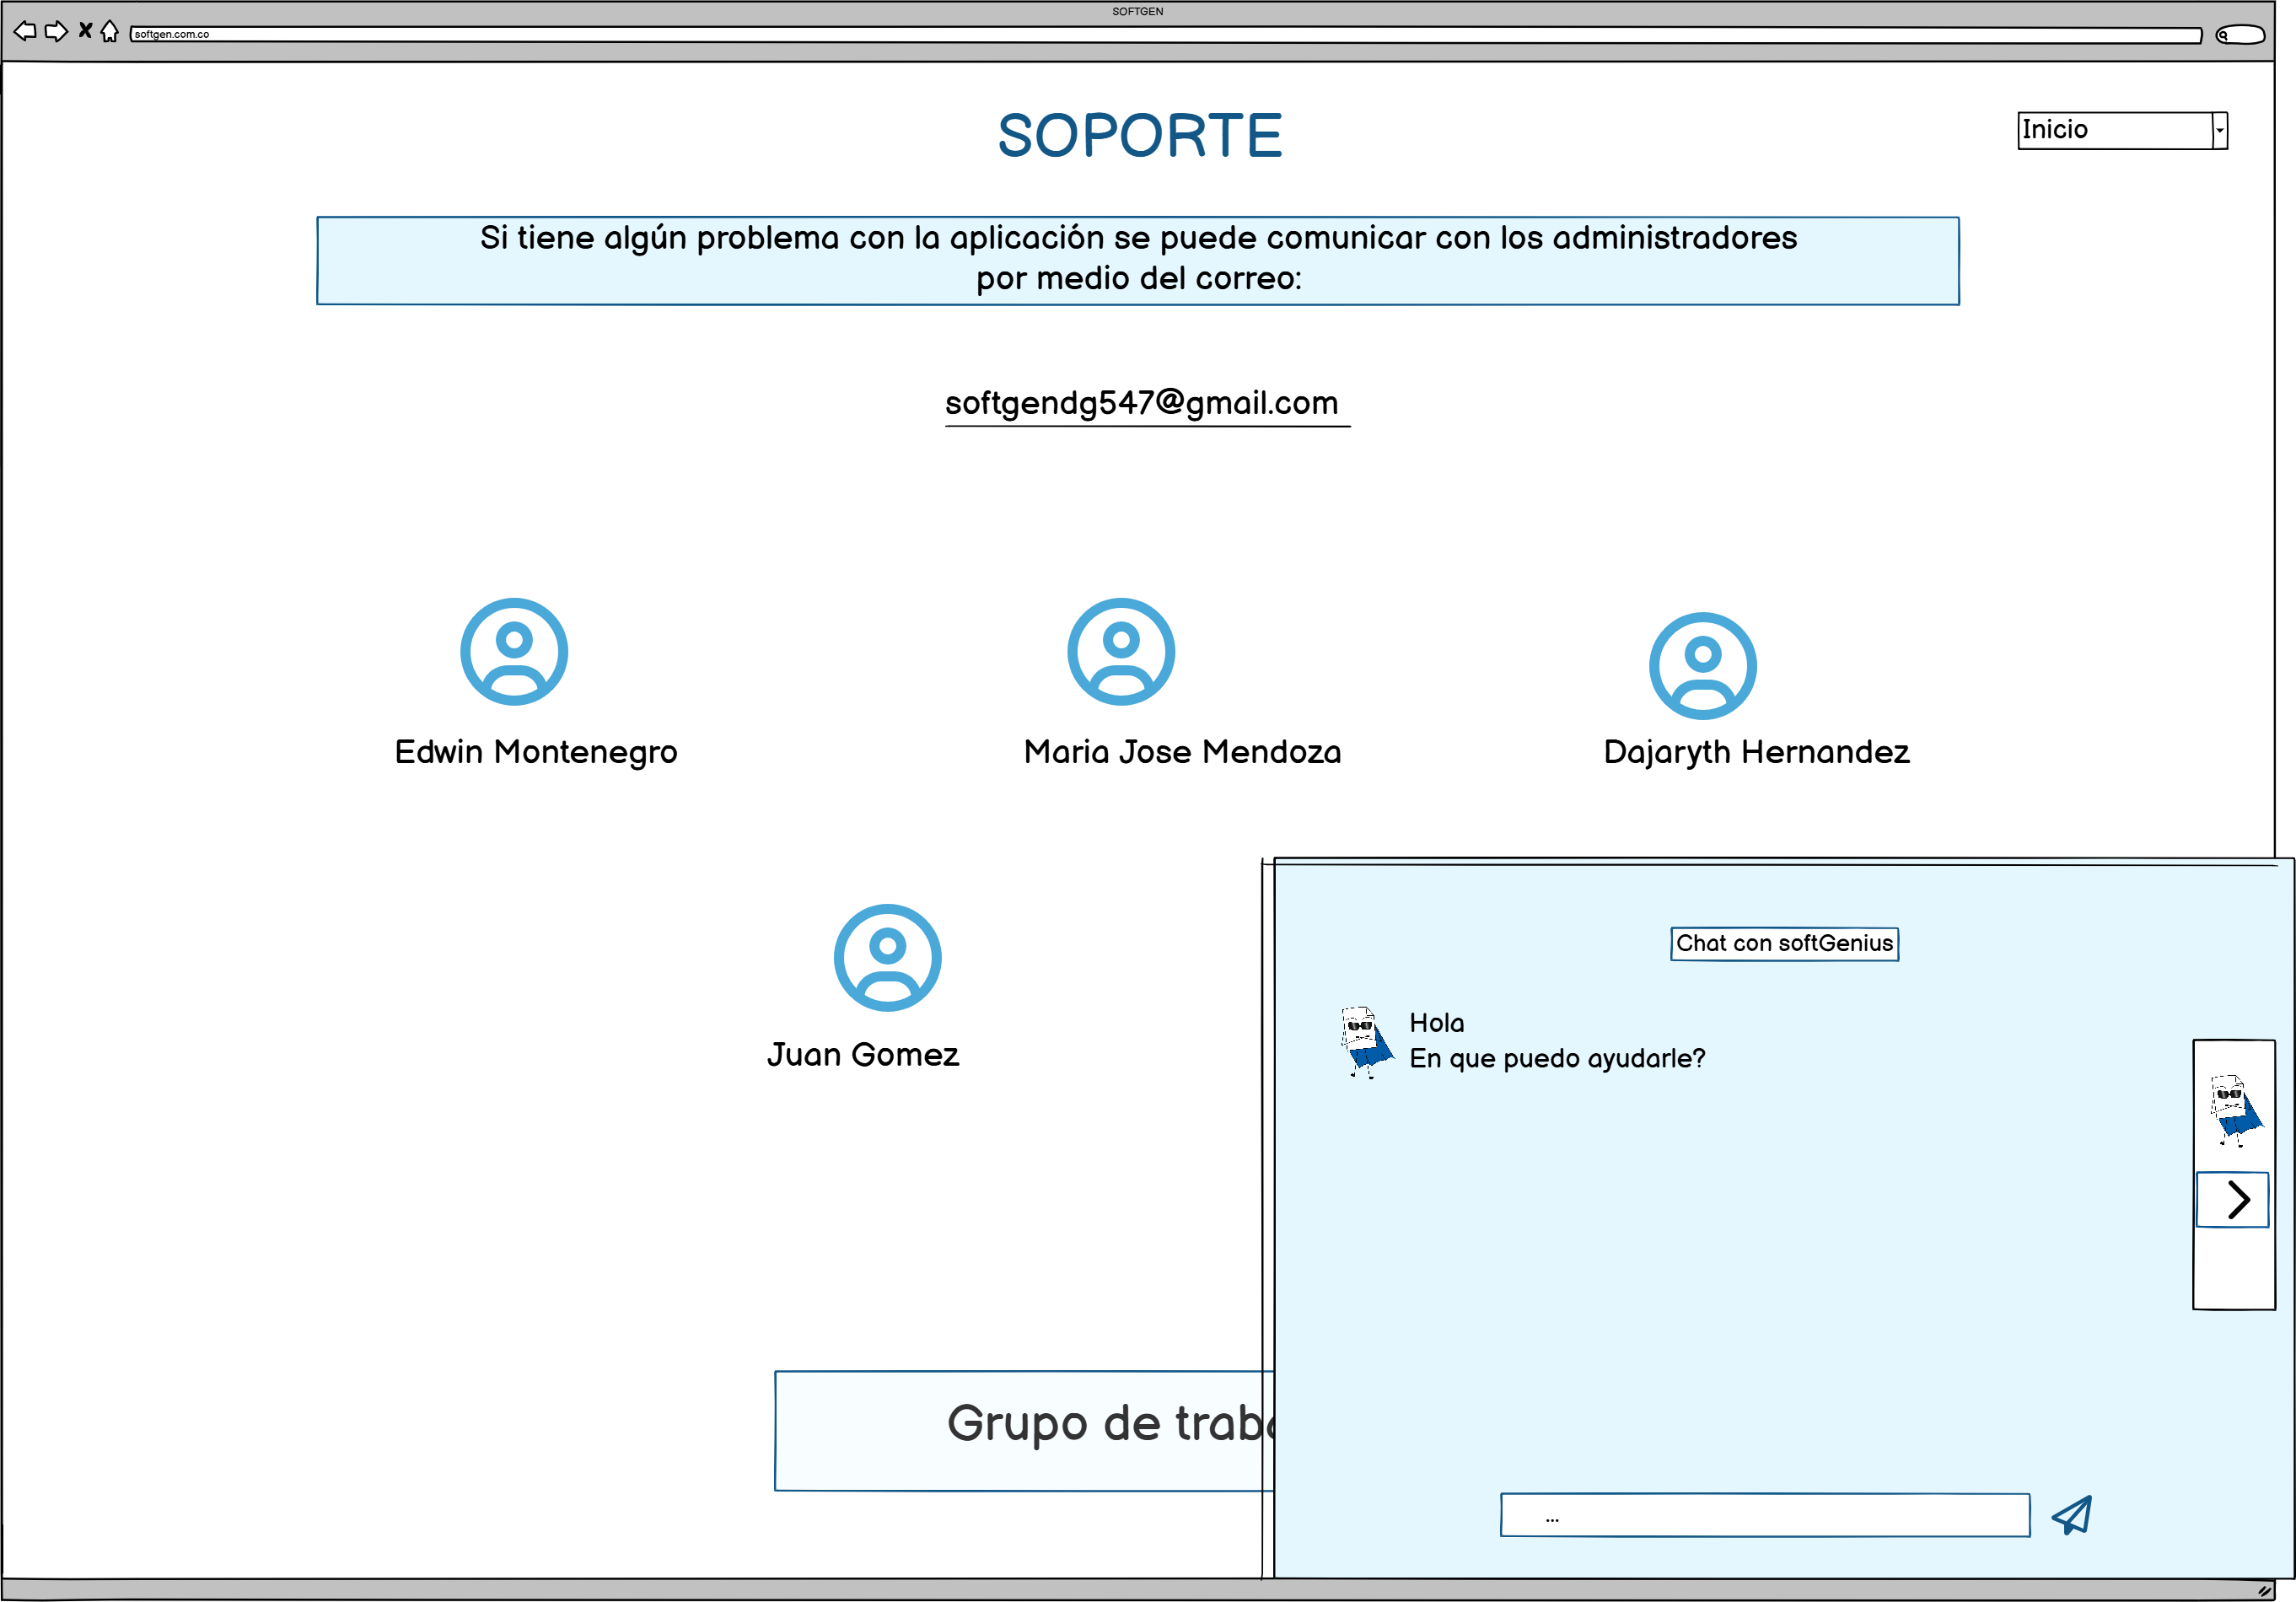 SOFTGEN
softgen.com.co
SOPORTE
Inicio
Si tiene algún problema con la aplicación se puede comunicar con los administradores
por medio del correo:
softgendg547@gmail.com
Edwin Montenegro
Maria Jose Mendoza
Dajaryth Hernandez
Juan Gomez
Chat con softGenius
Hola
En que puedo ayudarle?
Grupo de
...